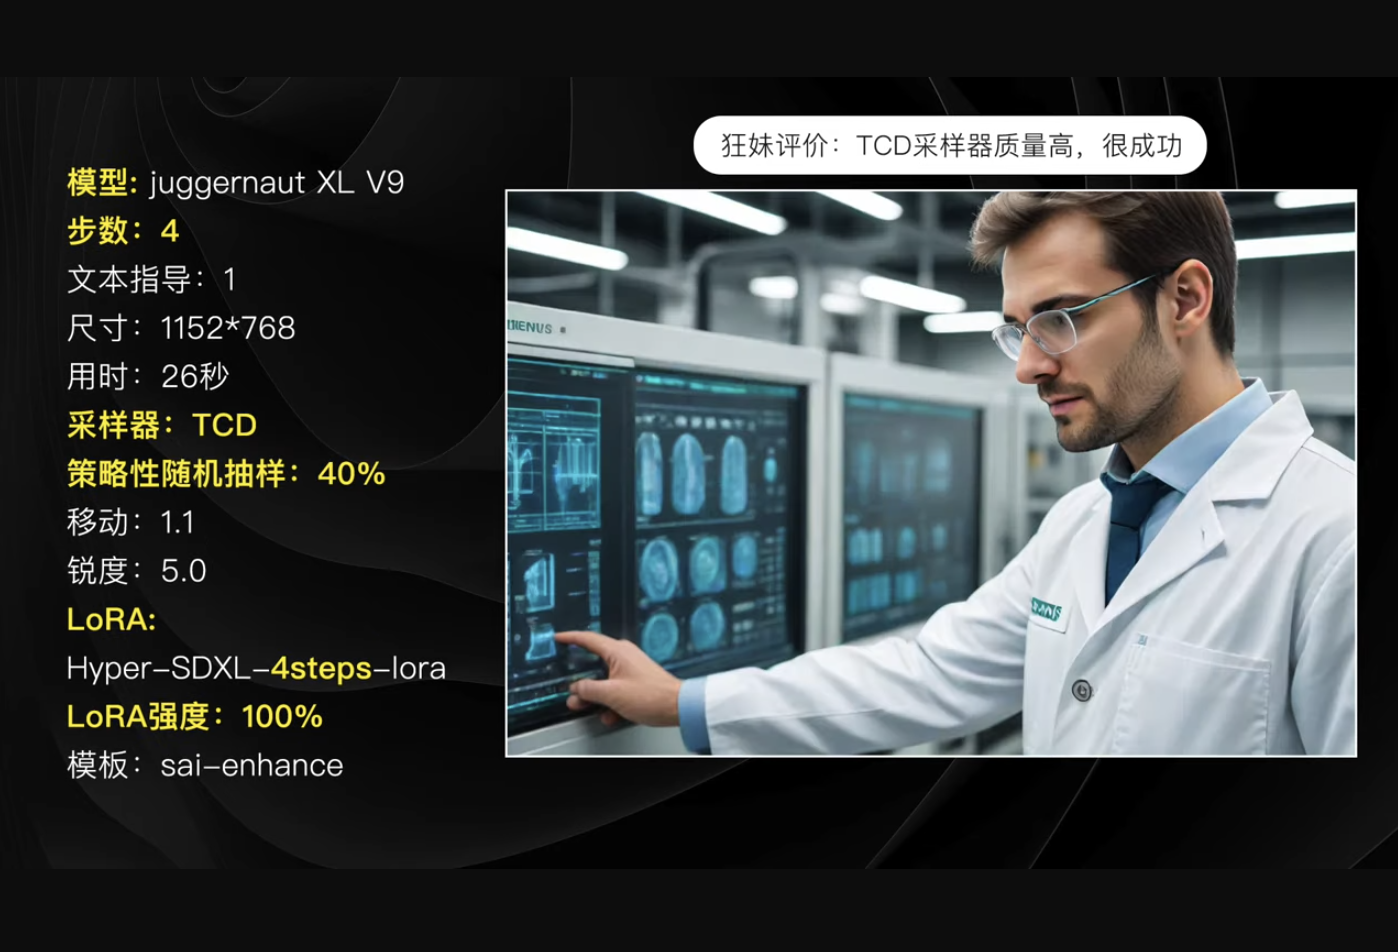 狂妹评价：TCD采样器质量高，很成功
模型: juggernaut XL V9
步数：4
文本指导：1
尺寸：1152*768
用时：26秒
采样器：TCD
策略性随机抽样：40%
移动：1.1
锐度：5.0
LoRA:
Hyper-SDXL-4steps-lora
LoRA强度：100%
模板：sai-enhance